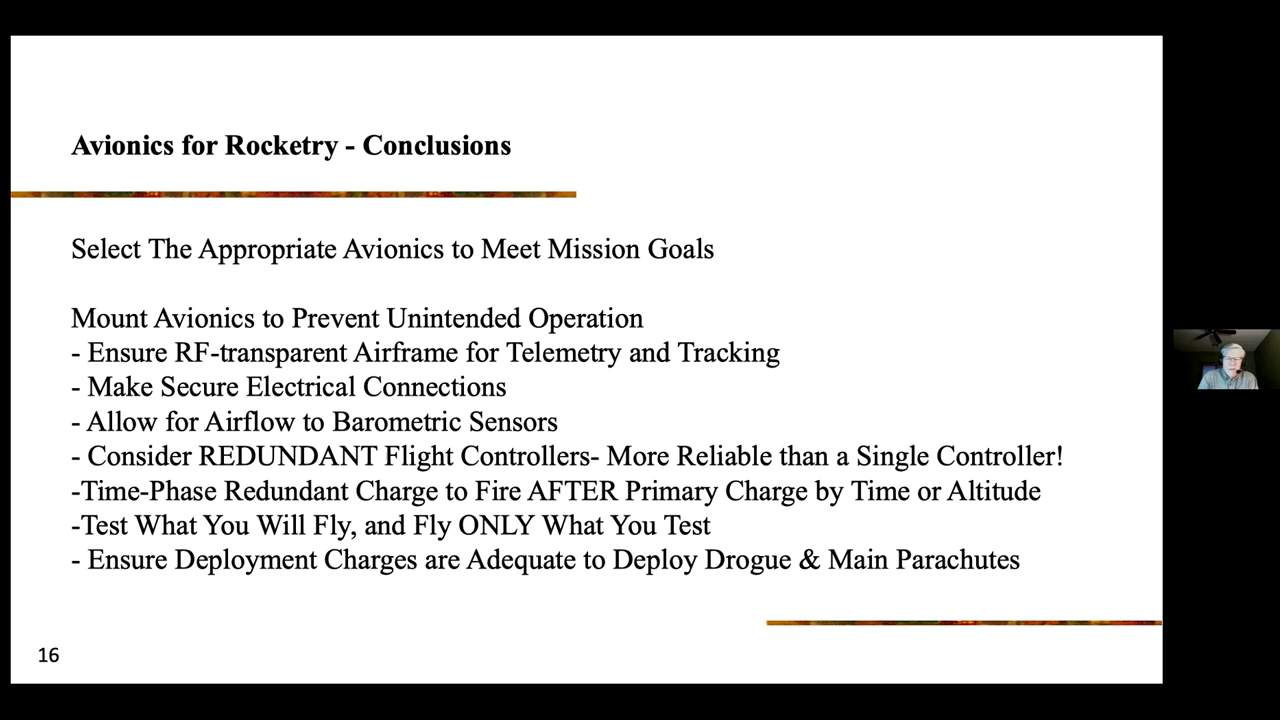 Avionics for Rocketry - Conclusions
Select The Appropriate Avionics to Meet Mission Goals
Mount Avionics to Prevent Unintended Operation
- Ensure RF-transparent Airframe for Telemetry and Tracking
- Make Secure Electrical Connections
- Allow for Airflow to Barometric Sensors
- Consider REDUNDANT Flight Controllers- More Reliable than a Single Controller!
-Time-Phase Redundant Charge to Fire AFTER Primary Charge by Time or Altitude
-Test What You Will Fly, and Fly ONLY What You Test
- Ensure Deployment Charges are Adequate to Deploy Drogue & Main Parachutes
16